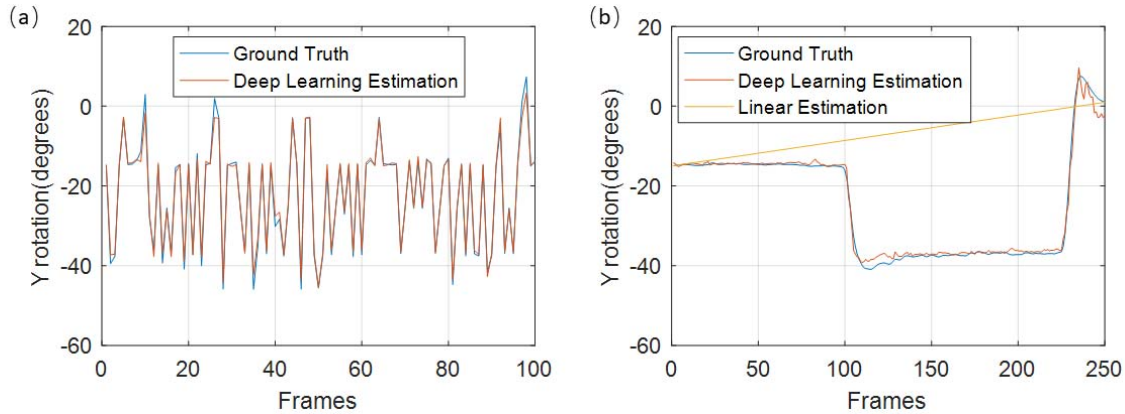 (a)
Y rotation(degrees)
20
0
-20
-40
-60
Ground Truth
Deep Learning Estimation
0 20 40 60 80 100
Frames
(b)
Y rotation(degrees)
20
0
-20
-40
-60
Ground Truth
Deep Learning Estimation
Linear Estimation
0 50 100 150 200 250
Frames